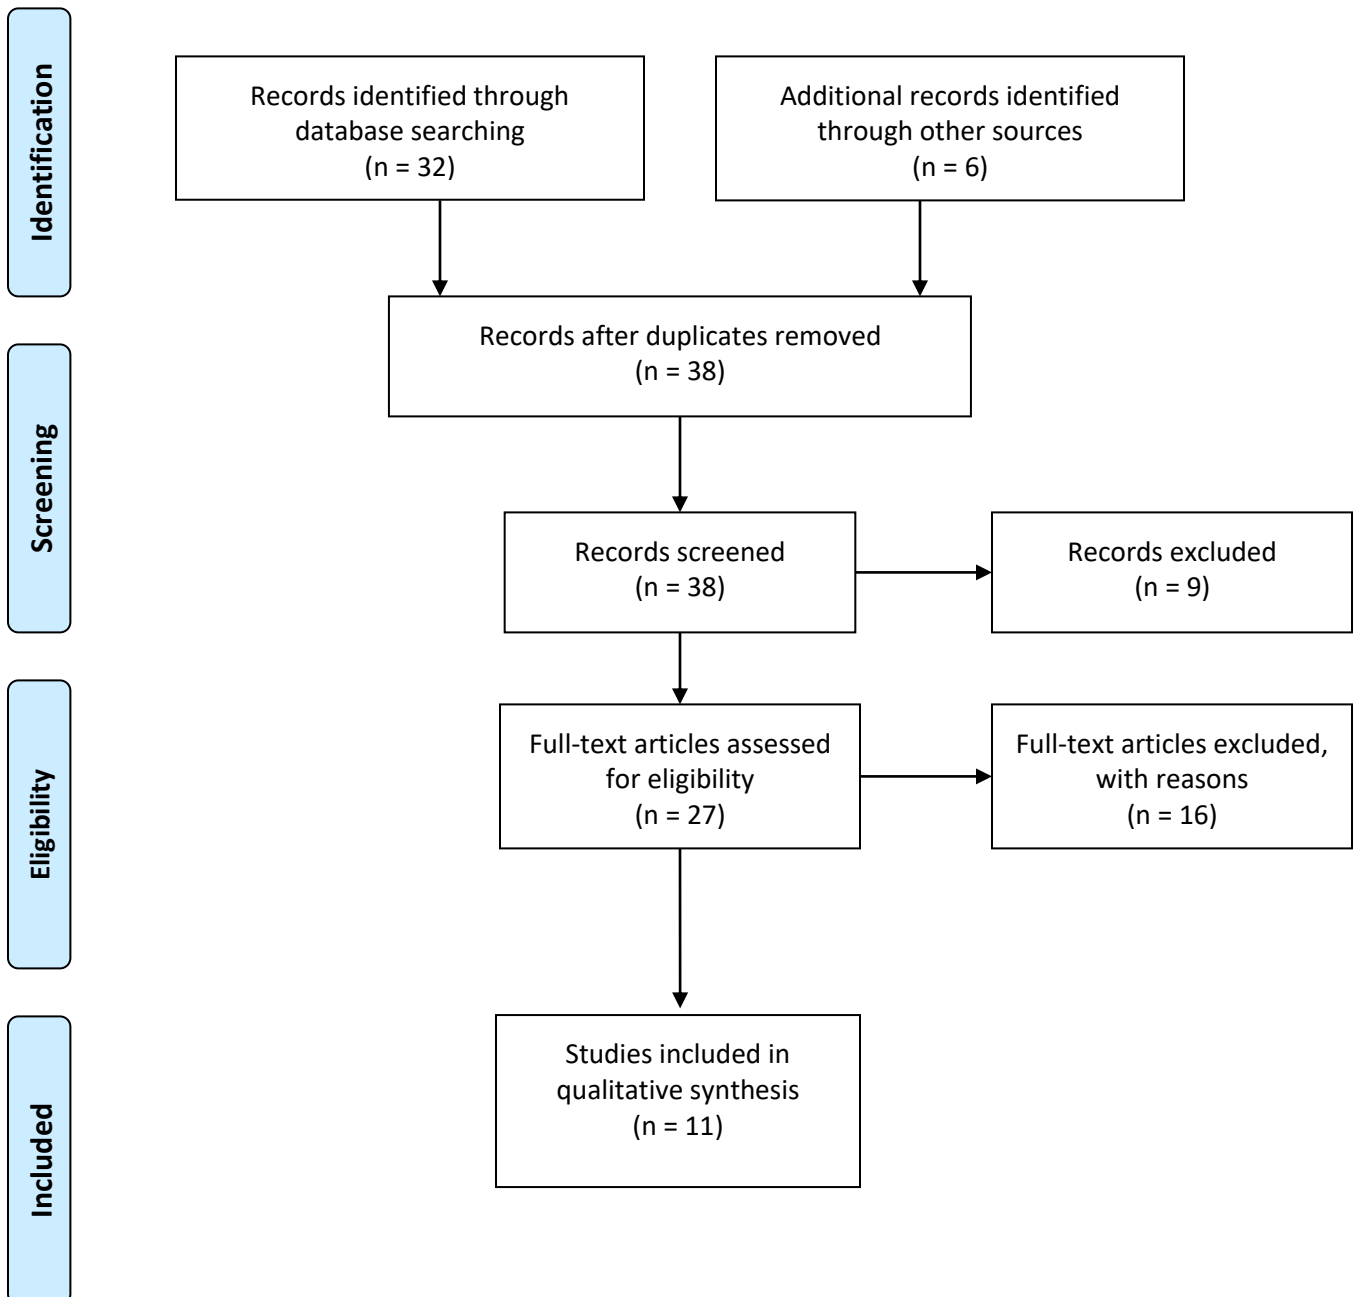 Identification
Records identified through
database searching
(n = 32)
Additional records identified
through other sources
(n = 6)
Records after duplicates removed
(n = 38)
Screening
Records screened
(n = 38)
Records excluded
(n = 9)
Eligibility
Full-text articles assessed
for eligibility
(n = 27)
Full-text articles excluded,
with reasons
(n = 16)
Included
Studies included in
qualitative synthesis
(n = 11)